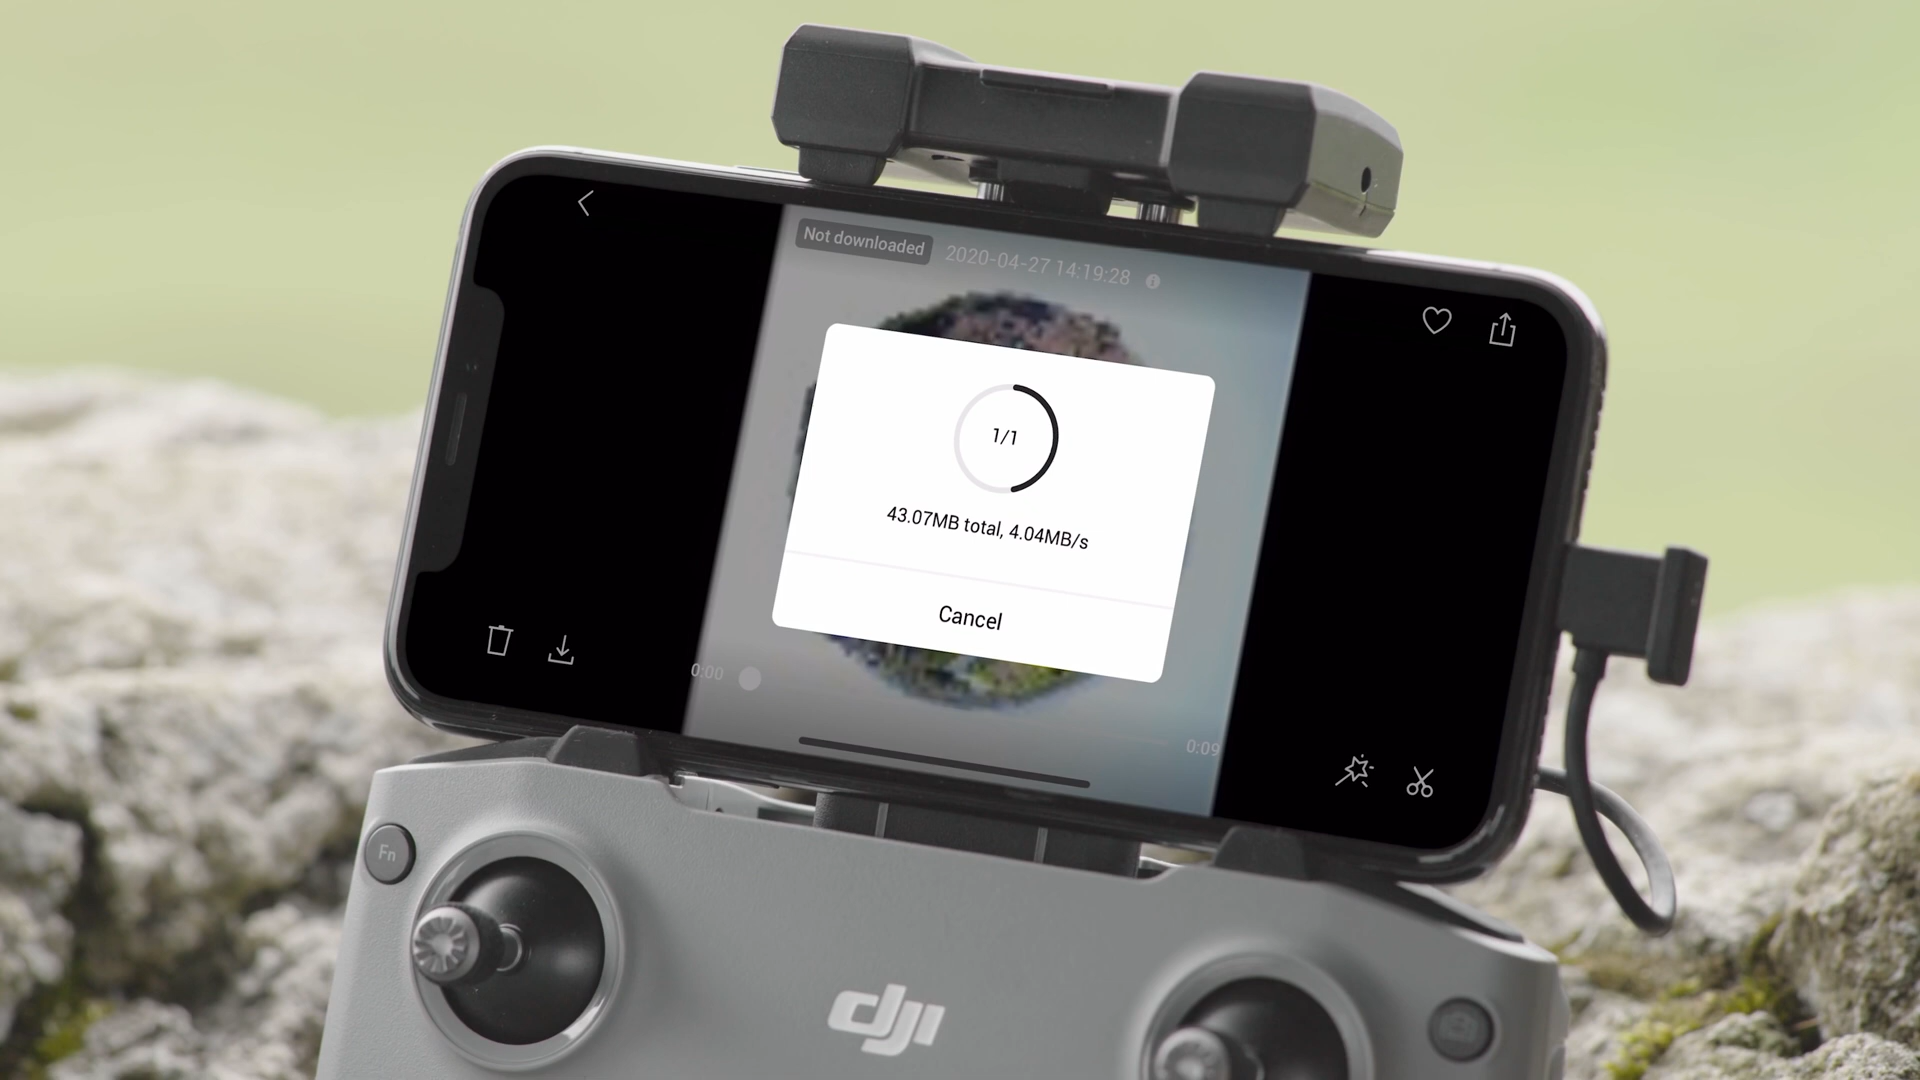 Not downloaded 2020-04-27 14:19:28
1/1
43.07MB total, 4.04MB/s
Cancel
0:00
0:09
Fn
dji